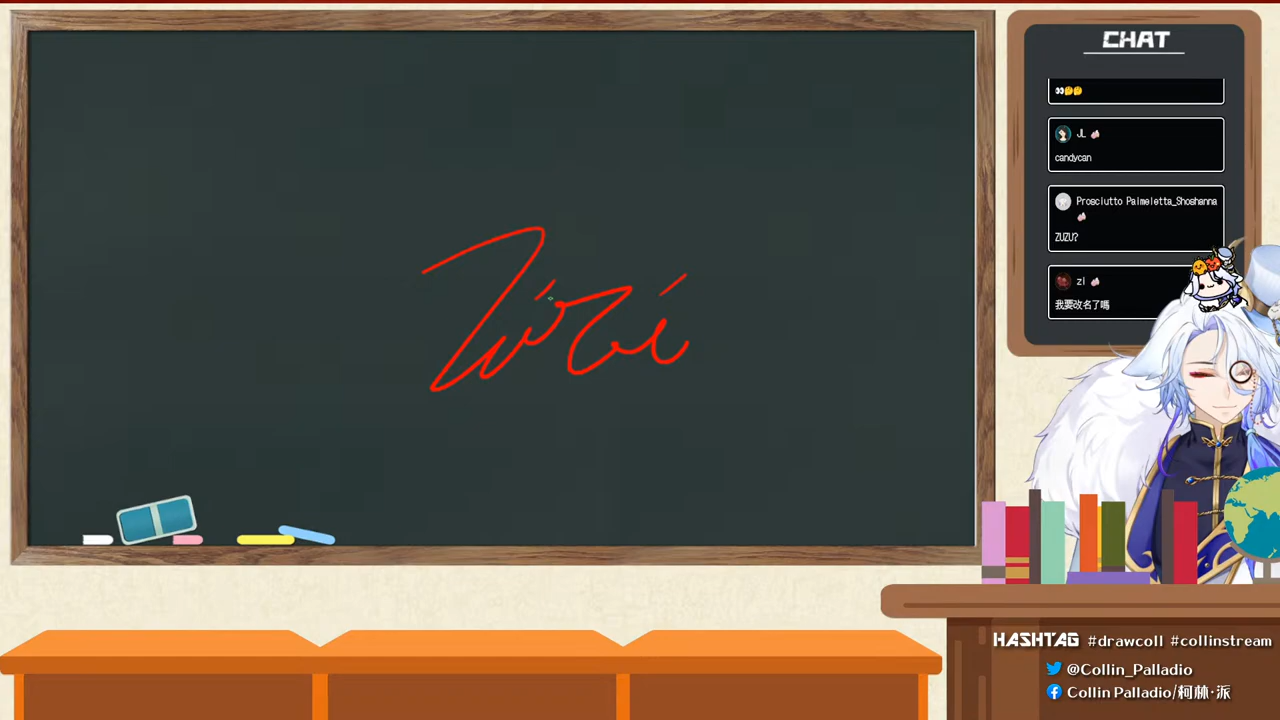 CHAT
JL
candycan
Prosciutto Palmeletta_Shoshanna
ZUZU?
zi
我要改名了嗎
HASHTAG #drawcoll #collinstream
@Collin_Palladio
Collin Palladio/柯林·派